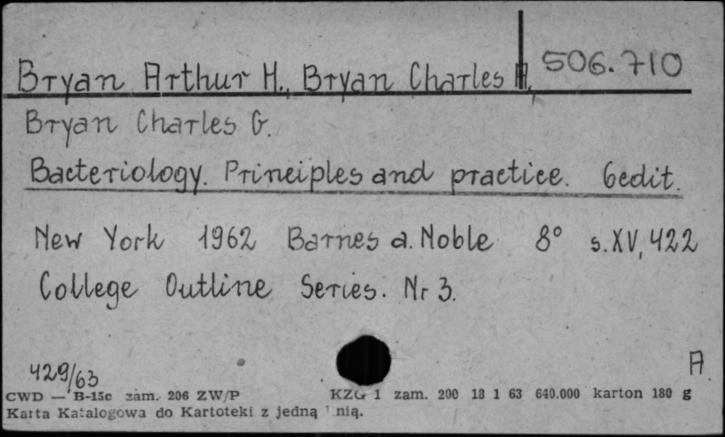 506.710
Bryan Arthur H., Bryan Charles A,
Bryan Charles G.
Bacteriology. Principles and practice. 6edit.
New York 1962 Barnes a. Noble 8° s.XV,422
College Outline Series. Nr 3.
429/63
A
CWD — B-15c zam. 206 ZW/P KZG 1 zam. 200 18 1 63 640.000 karton 180 g
Karta Katalogowa do Kartoteki z jedną nią.